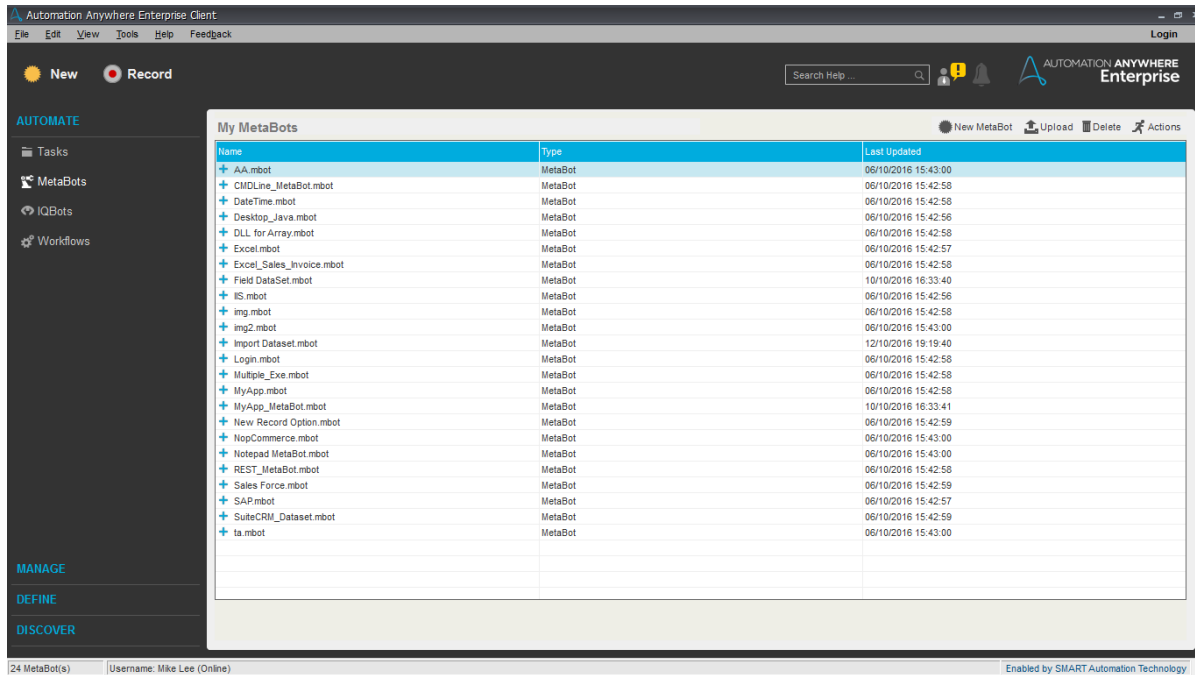 Automation Anywhere Enterprise Client
File Edit View Tools Help Feedback Login
New Record Search Help ... AUTOMATION ANYWHERE
Enterprise
AUTOMATE
Tasks
MetaBots
IQBots
Workflows
MANAGE
DEFINE
DISCOVER
My MetaBots New MetaBot Upload Delete Actions
Name Type Last Updated
AA.mbot MetaBot 06/10/2016 15:43:00
CMDLine_MetaBot.mbot MetaBot 06/10/2016 15:42:58
DateTime.mbot MetaBot 06/10/2016 15:42:58
Desktop_Java.mbot MetaBot 06/10/2016 15:42:56
DLL for Array.mbot MetaBot 06/10/2016 15:42:58
Excel.mbot MetaBot 06/10/2016 15:42:57
Excel_Sales_Invoice.mbot MetaBot 06/10/2016 15:42:58
Field DataSet.mbot MetaBot 10/10/2016 16:33:40
IIS.mbot MetaBot 06/10/2016 15:42:56
img.mbot MetaBot 06/10/2016 15:42:58
img2.mbot MetaBot 06/10/2016 15:43:00
Import Dataset.mbot MetaBot 12/10/2016 19:19:40
Login.mbot MetaBot 06/10/2016 15:42:58
Multiple_Exe.mbot MetaBot 06/10/2016 15:42:58
MyApp.mbot MetaBot 06/10/2016 15:42:58
MyApp_MetaBot.mbot MetaBot 10/10/2016 16:33:41
New Record Option.mbot MetaBot 06/10/2016 15:42:59
NopCommerce.mbot MetaBot 06/10/2016 15:43:00
Notepad MetaBot.mbot MetaBot 06/10/2016 15:43:00
REST_MetaBot.mbot MetaBot 06/10/2016 15:42:58
Sales Force.mbot MetaBot 06/10/2016 15:42:59
SAP.mbot MetaBot 06/10/2016 15:42:57
SuiteCRM_Dataset.mbot MetaBot 06/10/2016 15:42:59
ta.mbot MetaBot 06/10/2016 15:43:00
24 MetaBot(s) Username: Mike Lee (Online) Enabled by SMART Automation Technology